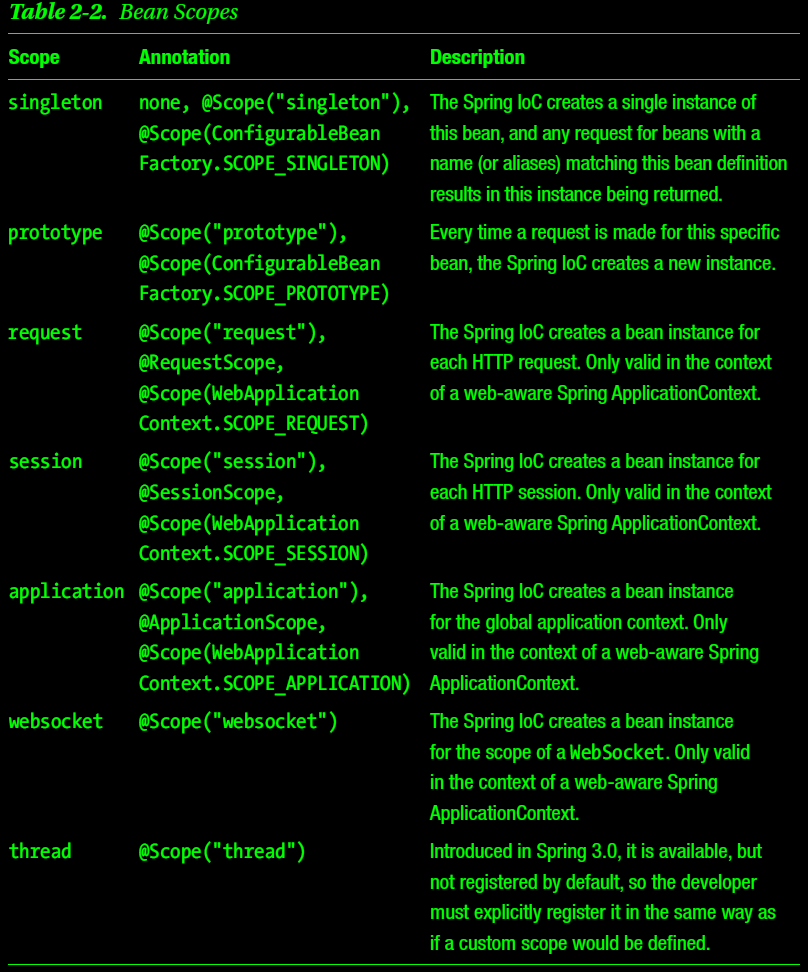 Table 2-2. Bean Scopes
Scope Annotation Description
singleton none, @Scope("singleton"), The Spring IoC creates a single instance of
@Scope(ConfigurableBean this bean, and any request for beans with a
Factory.SCOPE_SINGLETON) name (or aliases) matching this bean definition
results in this instance being returned.
prototype @Scope("prototype"), Every time a request is made for this specific
@Scope(ConfigurableBean bean, the Spring IoC creates a new instance.
Factory.SCOPE_PROTOTYPE)
request @Scope("request"), The Spring IoC creates a bean instance for
@RequestScope, each HTTP request. Only valid in the context
@Scope(WebApplication of a web-aware Spring ApplicationContext.
Context.SCOPE_REQUEST)
session @Scope("session"), The Spring IoC creates a bean instance for
@SessionScope, each HTTP session. Only valid in the context
@Scope(WebApplication of a web-aware Spring ApplicationContext.
Context.SCOPE_SESSION)
application @Scope("application"), The Spring IoC creates a bean instance
@ApplicationScope, for the global application context. Only
@Scope(WebApplication valid in the context of a web-aware Spring
Context.SCOPE_APPLICATION) ApplicationContext.
websocket @Scope("websocket") The Spring IoC creates a bean instance
for the scope of a WebSocket. Only valid
in the context of a web-aware Spring
ApplicationContext.
thread @Scope("thread") Introduced in Spring 3.0, it is available, but
not registered by default, so the developer
must explicitly register it in the same way as
if a custom scope would be defined.